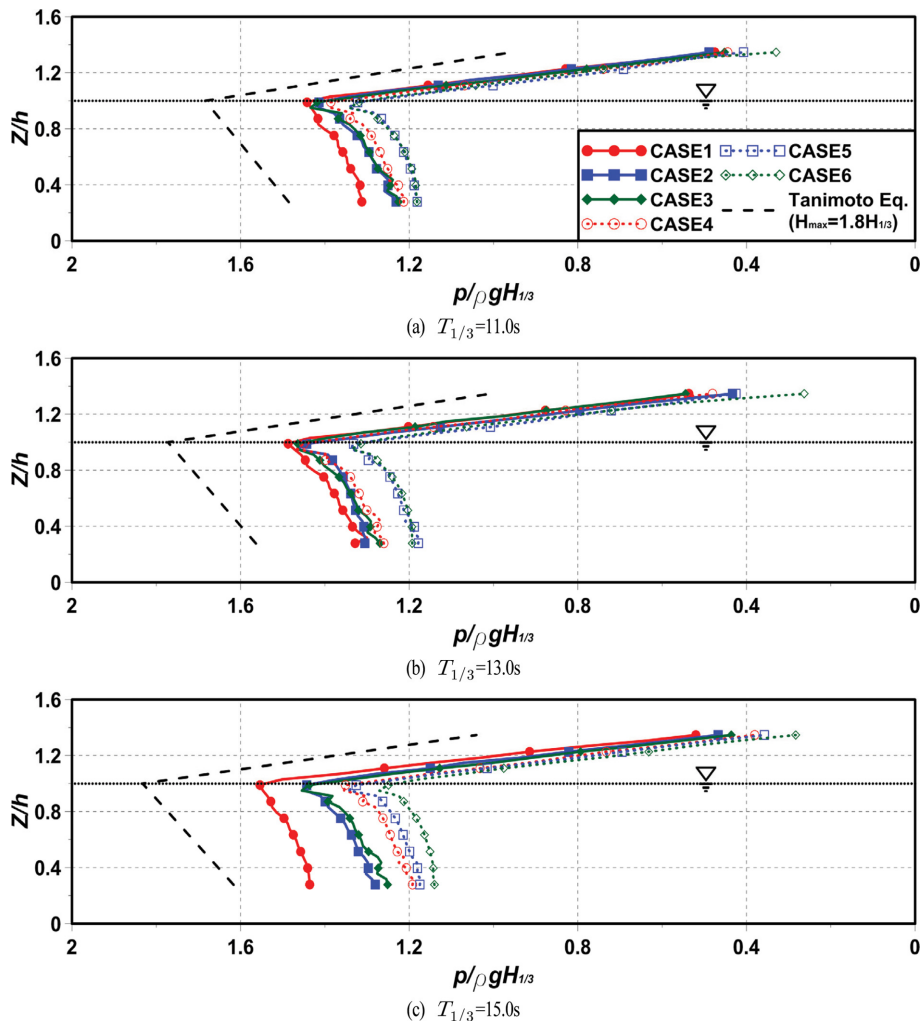 1.6
1.2
0.8
0.4
0
Z/h
2 1.6 1.2 0.8 0.4 0
p/ρgH1/3
CASE1 CASE5
CASE2 CASE6
CASE3 Tanimoto Eq.
CASE4 (Hmax=1.8H1/3)
(a) T1/3=11.0s
1.6
1.2
0.8
0.4
0
Z/h
2 1.6 1.2 0.8 0.4 0
p/ρgH1/3
(b) T1/3=13.0s
1.6
1.2
0.8
0.4
0
Z/h
2 1.6 1.2 0.8 0.4 0
p/ρgH1/3
(c) T1/3=15.0s